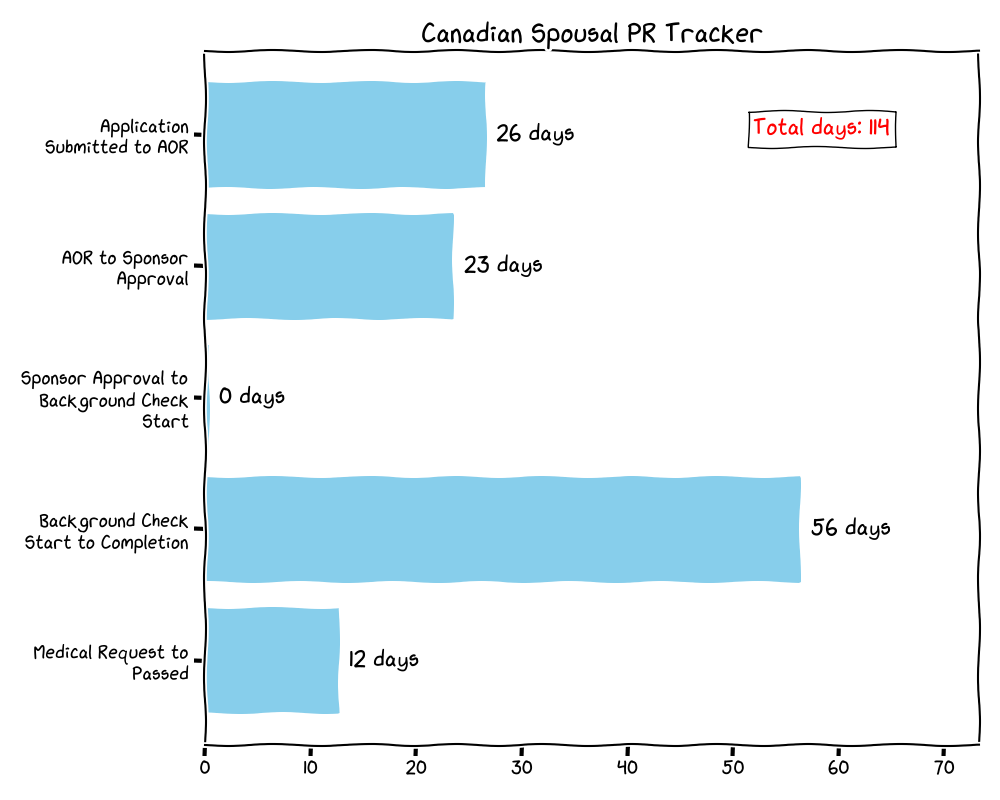 Canadian Spousal PR Tracker
Application
Submitted to AOR
26 days
Total days: 114
AOR to Sponsor
Approval
23 days
Sponsor Approval to
Background Check
Start
0 days
Background Check
Start to Completion
56 days
Medical Request to
Passed
12 days
0 10 20 30 40 50 60 70